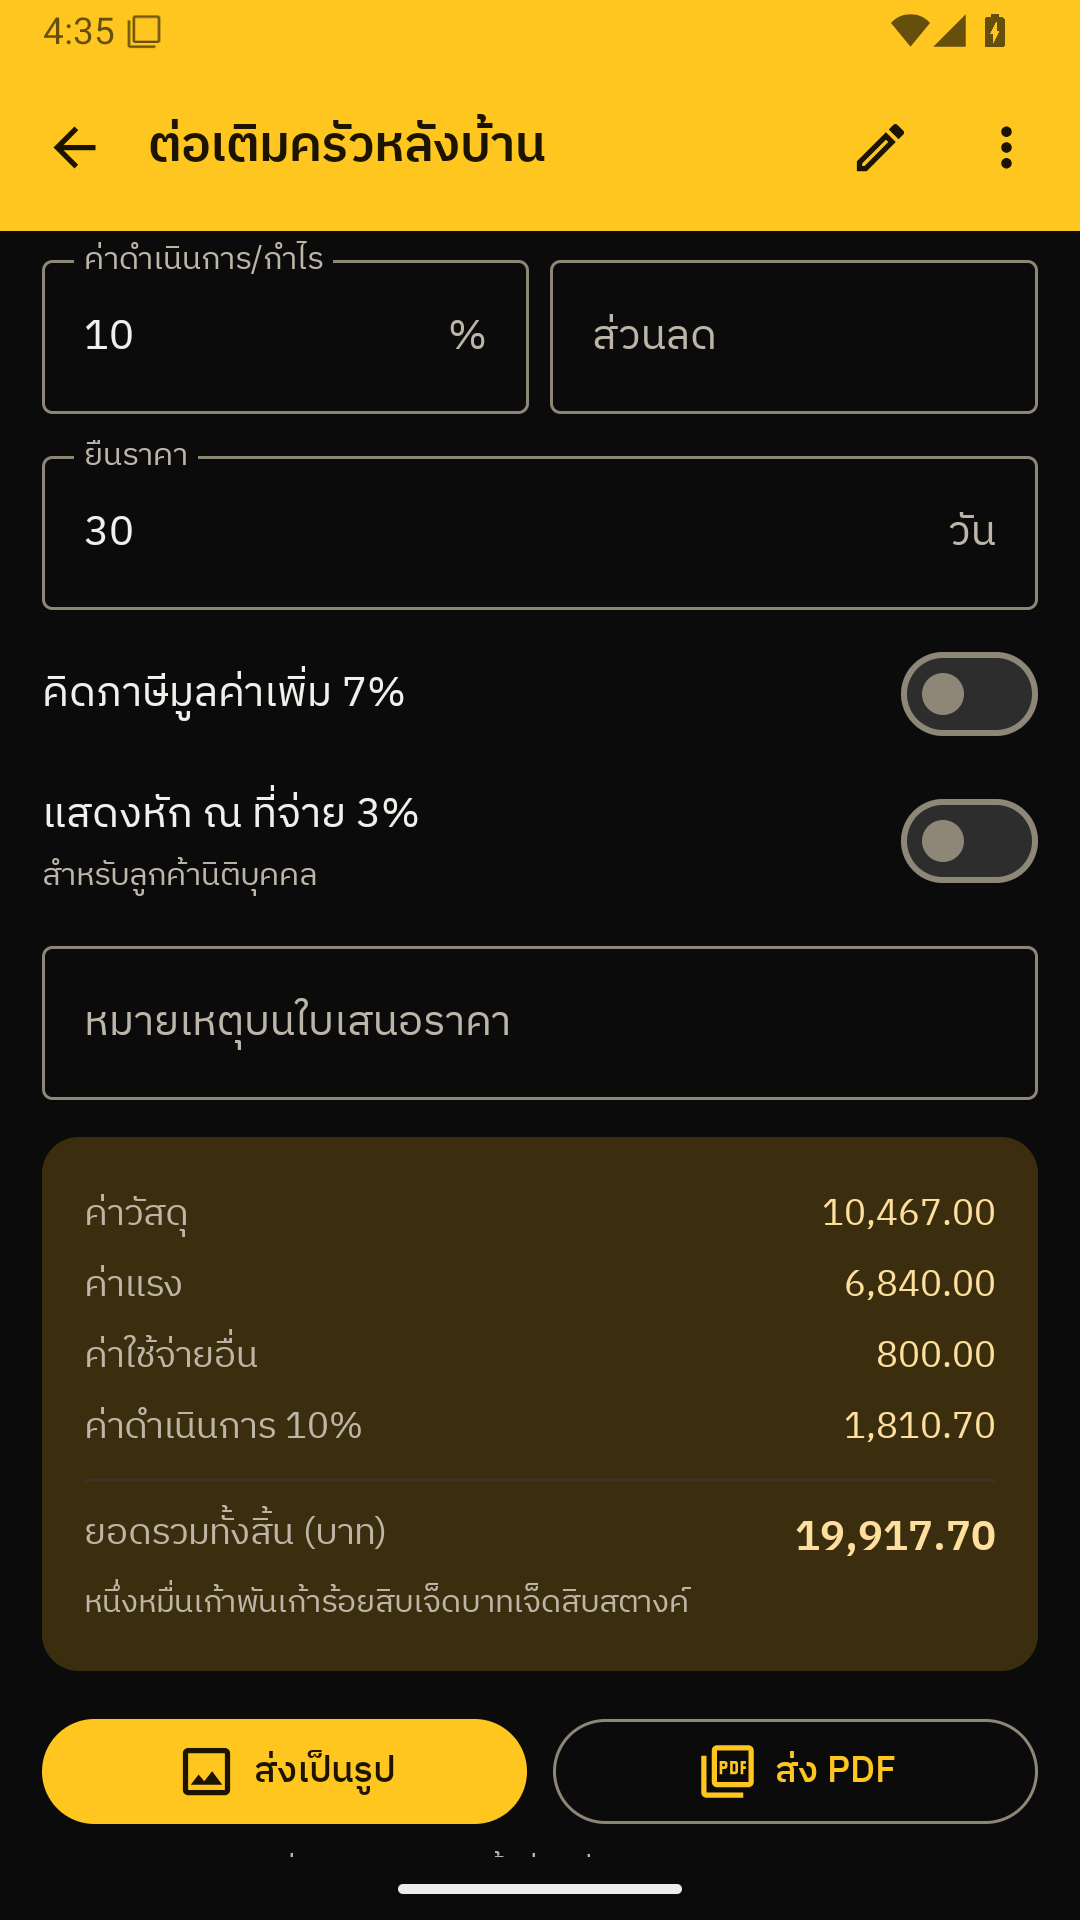 4:35
ต่อเติมครัวหลังบ้าน
ค่าดำเนินการ/กำไร
10 %
ส่วนลด
ยืนราคา
30 วัน
คิดภาษีมูลค่าเพิ่ม 7%
แสดงหัก ณ ที่จ่าย 3%
สำหรับลูกค้านิติบุคคล
หมายเหตุบนใบเสนอราคา
ค่าวัสดุ 10,467.00
ค่าแรง 6,840.00
ค่าใช้จ่ายอื่น 800.00
ค่าดำเนินการ 10% 1,810.70
ยอดรวมทั้งสิ้น (บาท) 19,917.70
หนึ่งหมื่นเก้าพันเก้าร้อยสิบเจ็ดบาทเจ็ดสิบสตางค์
ส่งเป็นรูป
PDF ส่ง PDF